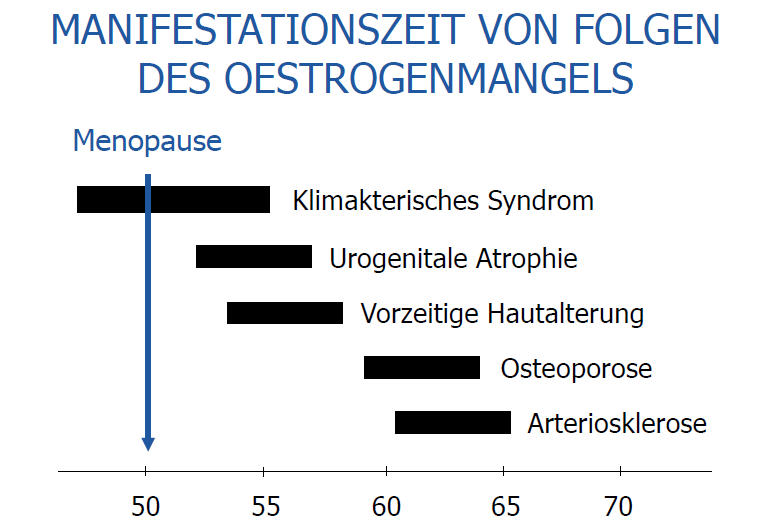 MANIFESTATIONSZEIT VON FOLGEN
DES OESTROGENMANGELS
Menopause
Klimakterisches Syndrom
Urogenitale Atrophie
Vorzeitige Hautalterung
Osteoporose
Arteriosklerose
50 55 60 65 70